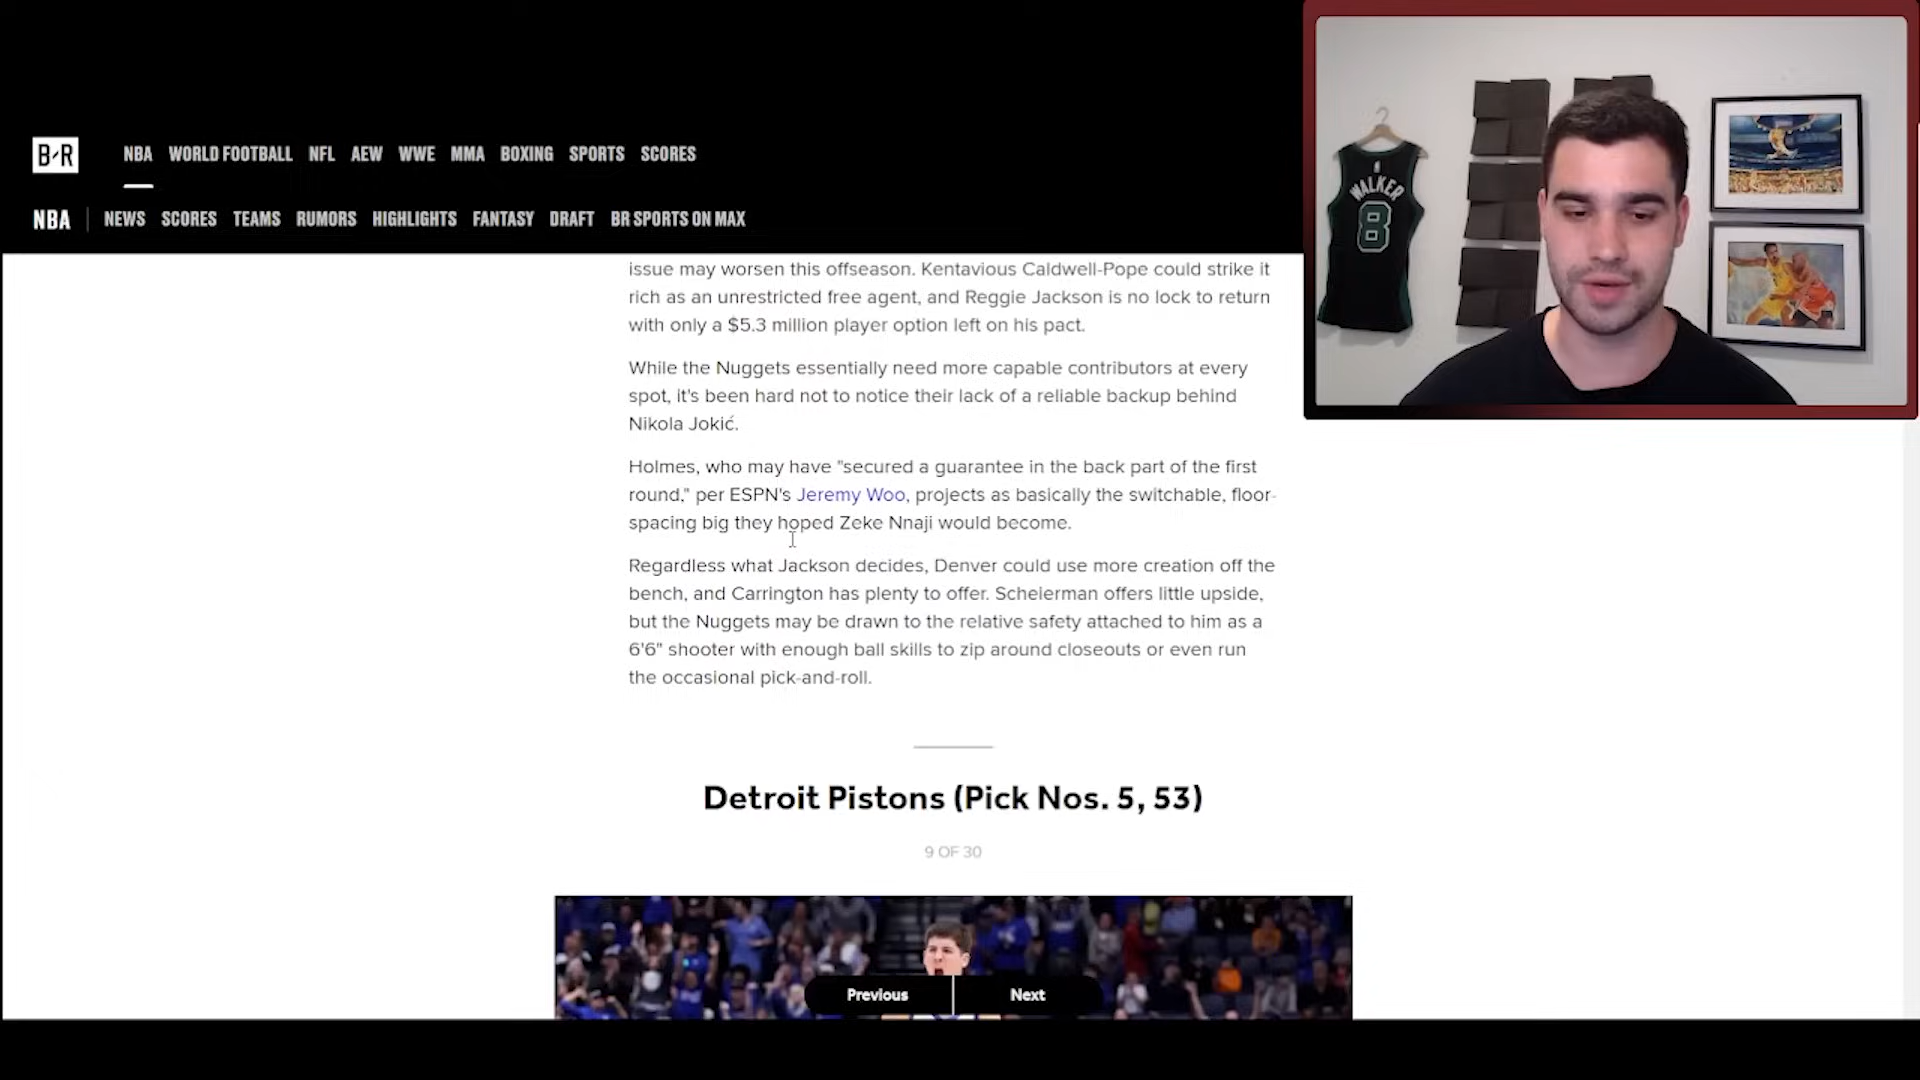 B/R
NBA WORLD FOOTBALL NFL AEW WWE MMA BOXING SPORTS SCORES
NBA NEWS SCORES TEAMS RUMORS HIGHLIGHTS FANTASY DRAFT BR SPORTS ON MAX
WALKER
8
issue may worsen this offseason. Kentavious Caldwell-Pope could strike it
rich as an unrestricted free agent, and Reggie Jackson is no lock to return
with only a $5.3 million player option left on his pact.
While the Nuggets essentially need more capable contributors at every
spot, it's been hard not to notice their lack of a reliable backup behind
Nikola Jokić.
Holmes, who may have "secured a guarantee in the back part of the first
round," per ESPN's Jeremy Woo, projects as basically the switchable, floor-
spacing big they hoped Zeke Nnaji would become.
Regardless what Jackson decides, Denver could use more creation off the
bench, and Carrington has plenty to offer. Scheierman offers little upside,
but the Nuggets may be drawn to the relative safety attached to him as a
6'6" shooter with enough ball skills to zip around closeouts or even run
the occasional pick-and-roll.
Detroit Pistons (Pick Nos. 5, 53)
9 OF 30
Previous Next